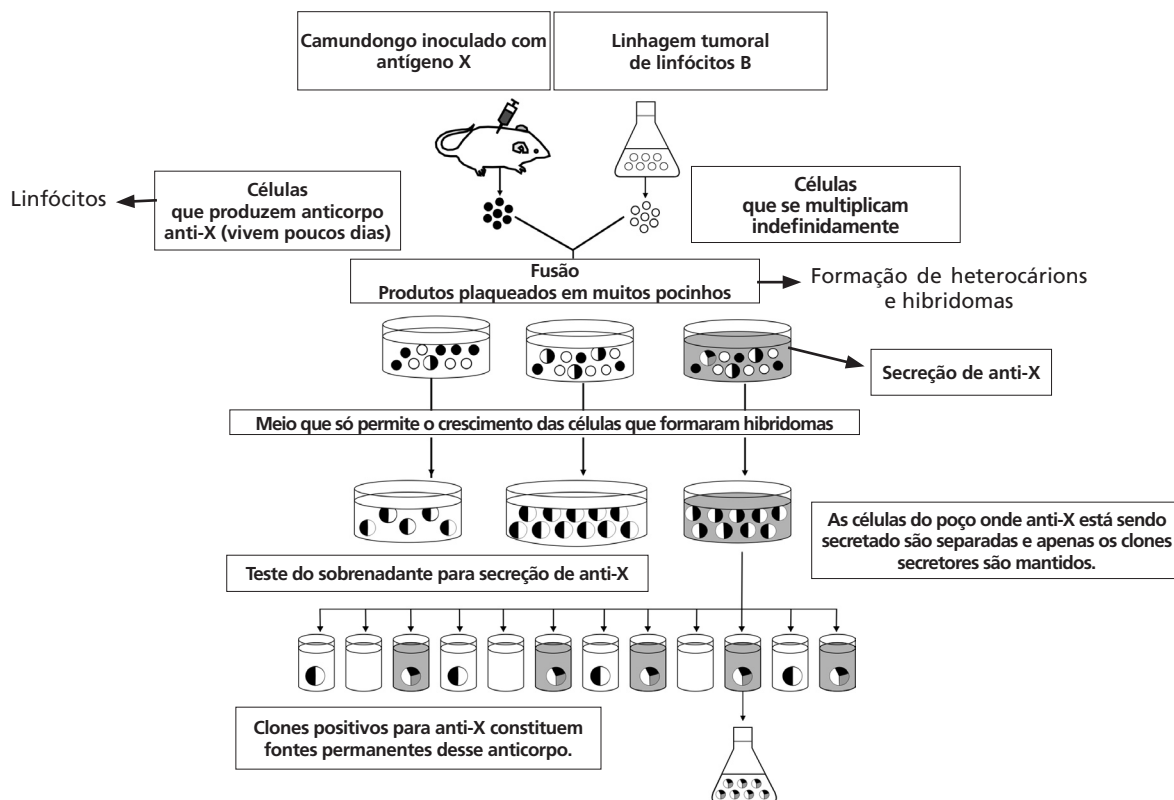 Camundongo inoculado com
antígeno X
Linhagem tumoral
de linfócitos B
Linfócitos
Células
que produzem anticorpo
anti-X (vivem poucos dias)
Células
que se multiplicam
indefinidamente
Fusão
Produtos plaqueados em muitos pocinhos
Formação de heterocárions
e hibridomas
Secreção de anti-X
Meio que só permite o crescimento das células que formaram hibridomas
As células do poço onde anti-X está sendo
secretado são separadas e apenas os clones
secretores são mantidos.
Teste do sobrenadante para secreção de anti-X
Clones positivos para anti-X constituem
fontes permanentes desse anticorpo.